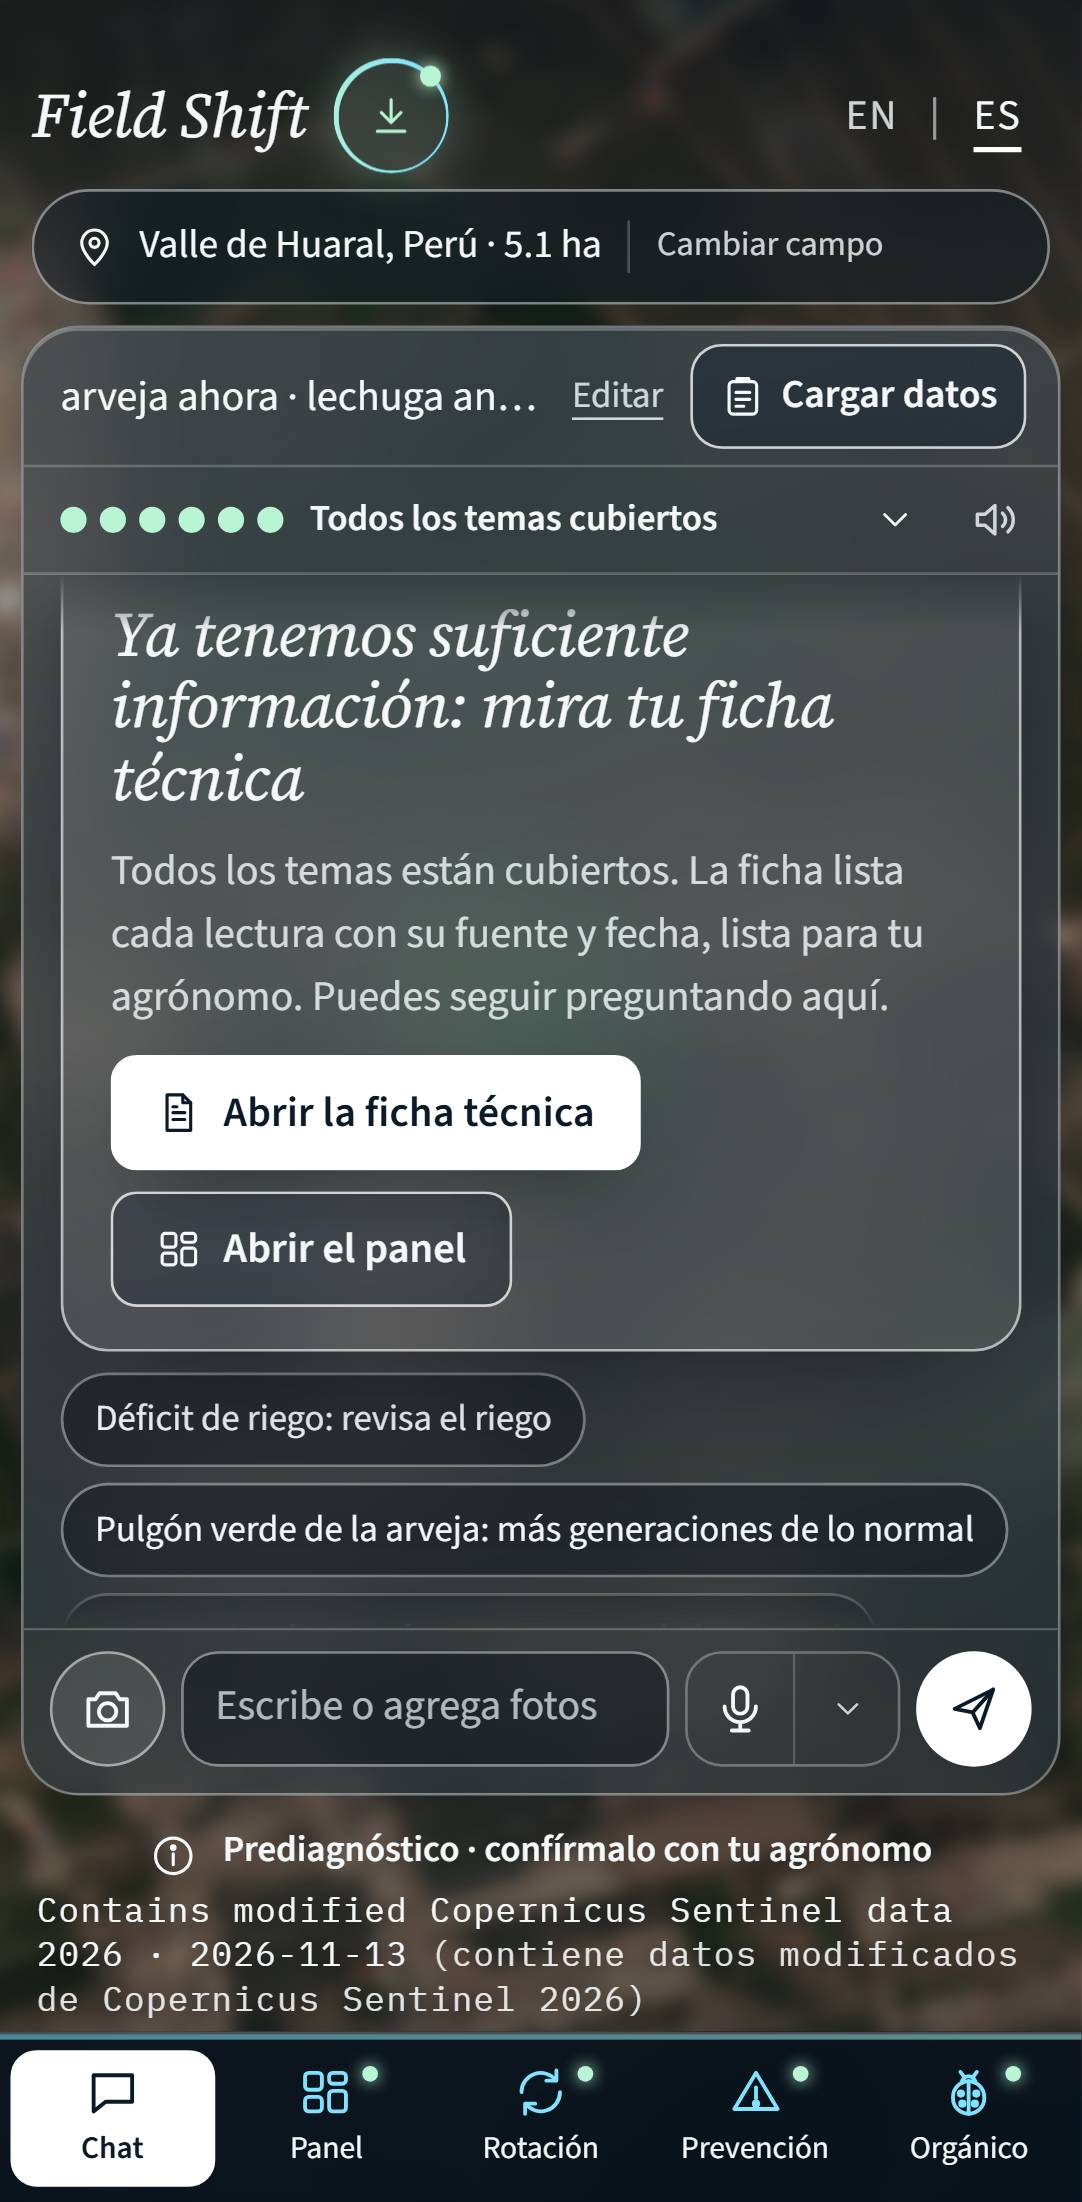 Field Shift
EN | ES
Valle de Huaral, Perú · 5.1 ha | Cambiar campo
arveja ahora · lechuga an… Editar Cargar datos
Todos los temas cubiertos
Ya tenemos suficiente
información: mira tu ficha
técnica
Todos los temas están cubiertos. La ficha lista
cada lectura con su fuente y fecha, lista para tu
agrónomo. Puedes seguir preguntando aquí.
Abrir la ficha técnica
Abrir el panel
Déficit de riego: revisa el riego
Pulgón verde de la arveja: más generaciones de lo normal
Escribe o agrega fotos
Prediagnóstico · confírmalo con tu agrónomo
Contains modified Copernicus Sentinel data
2026 · 2026-11-13 (contiene datos modificados
de Copernicus Sentinel 2026)
Chat Panel Rotación Prevención Orgánico